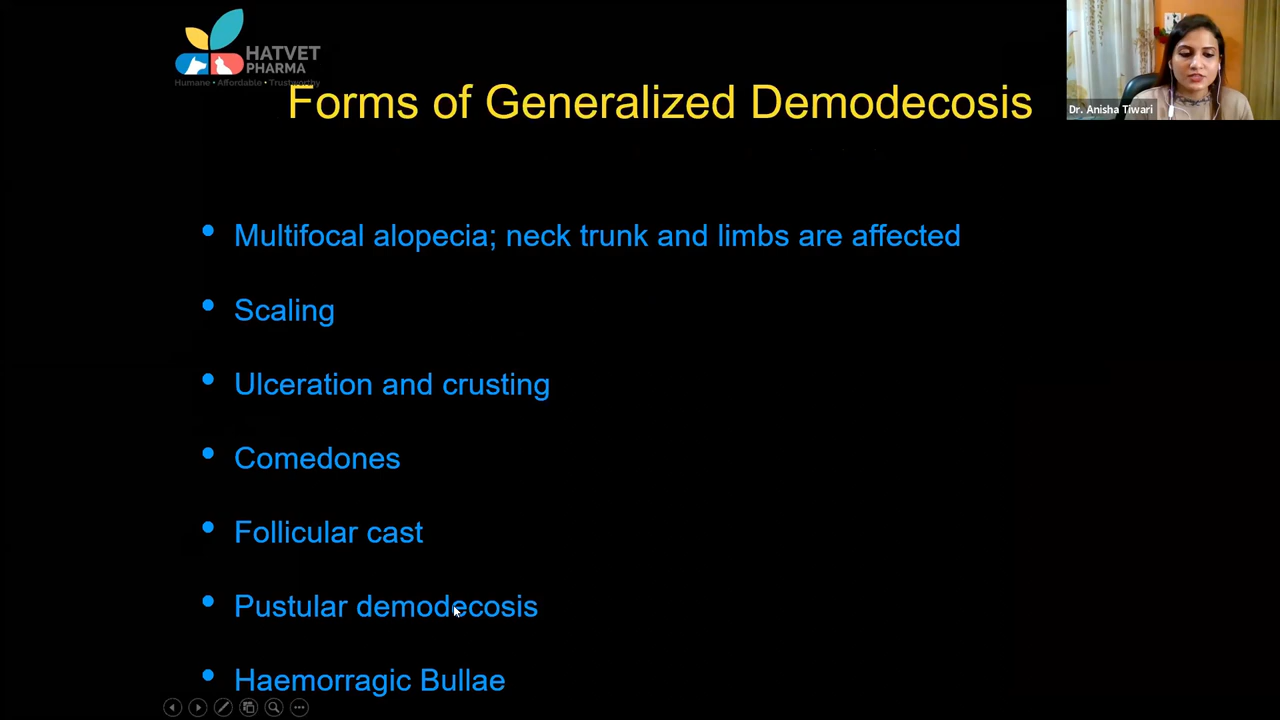 HATVET
PHARMA
Humane • Affordable • Trustworthy
Forms of Generalized Demodecosis
Dr. Anisha Tiwari
• Multifocal alopecia; neck trunk and limbs are affected
• Scaling
• Ulceration and crusting
• Comedones
• Follicular cast
• Pustular demodecosis
• Haemorragic Bullae